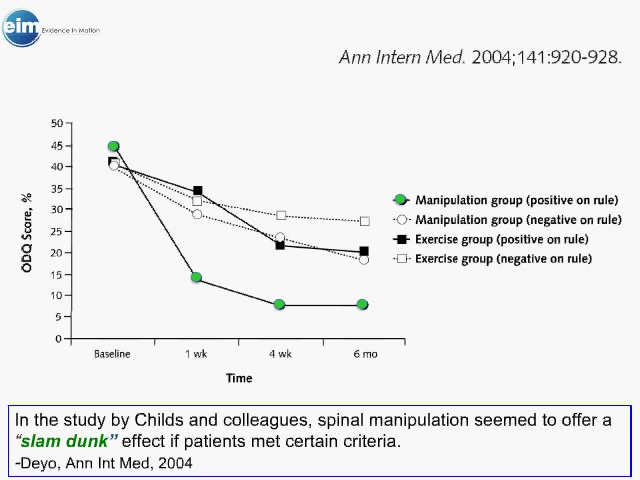 eim Evidence In Motion
Ann Intern Med. 2004;141:920-928.
50
45
40
35
30
25
20
15
10
5
0
ODQ Score, %
Baseline 1 wk 4 wk 6 mo
Time
Manipulation group (positive on rule)
Manipulation group (negative on rule)
Exercise group (positive on rule)
Exercise group (negative on rule)
In the study by Childs and colleagues, spinal manipulation seemed to offer a
“slam dunk” effect if patients met certain criteria.
-Deyo, Ann Int Med, 2004